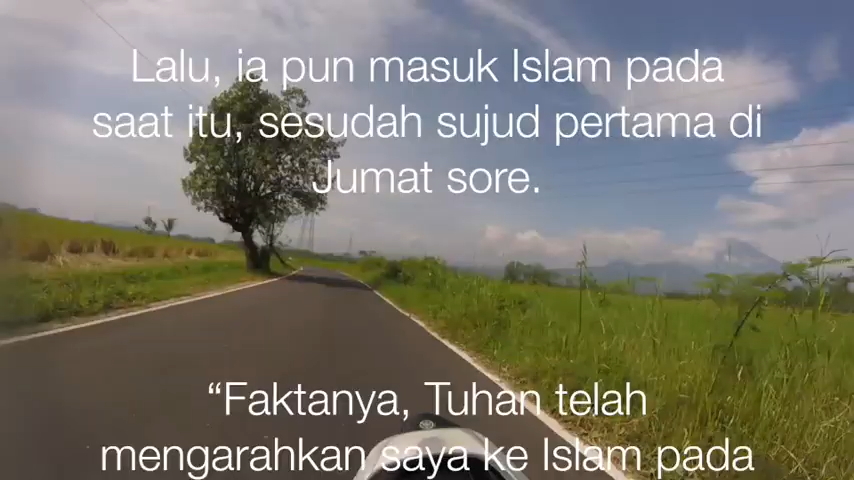 Lalu, ia pun masuk Islam pada
saat itu, sesudah sujud pertama di
Jumat sore.
“Faktanya, Tuhan telah
mengarahkan saya ke Islam pada